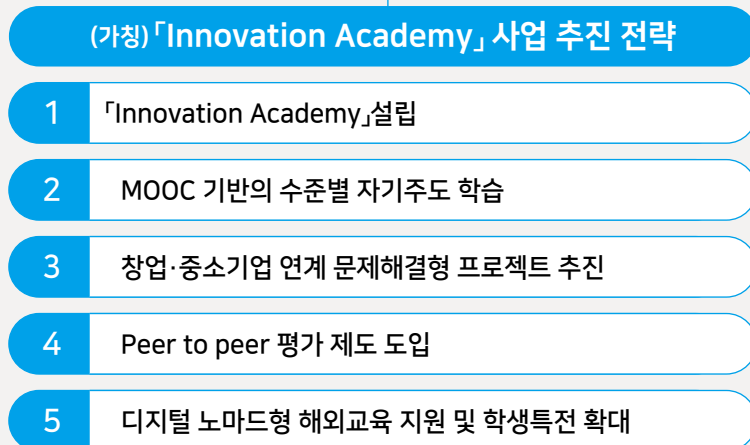 (가칭)「Innovation Academy」 사업 추진 전략
1 「Innovation Academy」설립
2 MOOC 기반의 수준별 자기주도 학습
3 창업·중소기업 연계 문제해결형 프로젝트 추진
4 Peer to peer 평가 제도 도입
5 디지털 노마드형 해외교육 지원 및 학생특전 확대